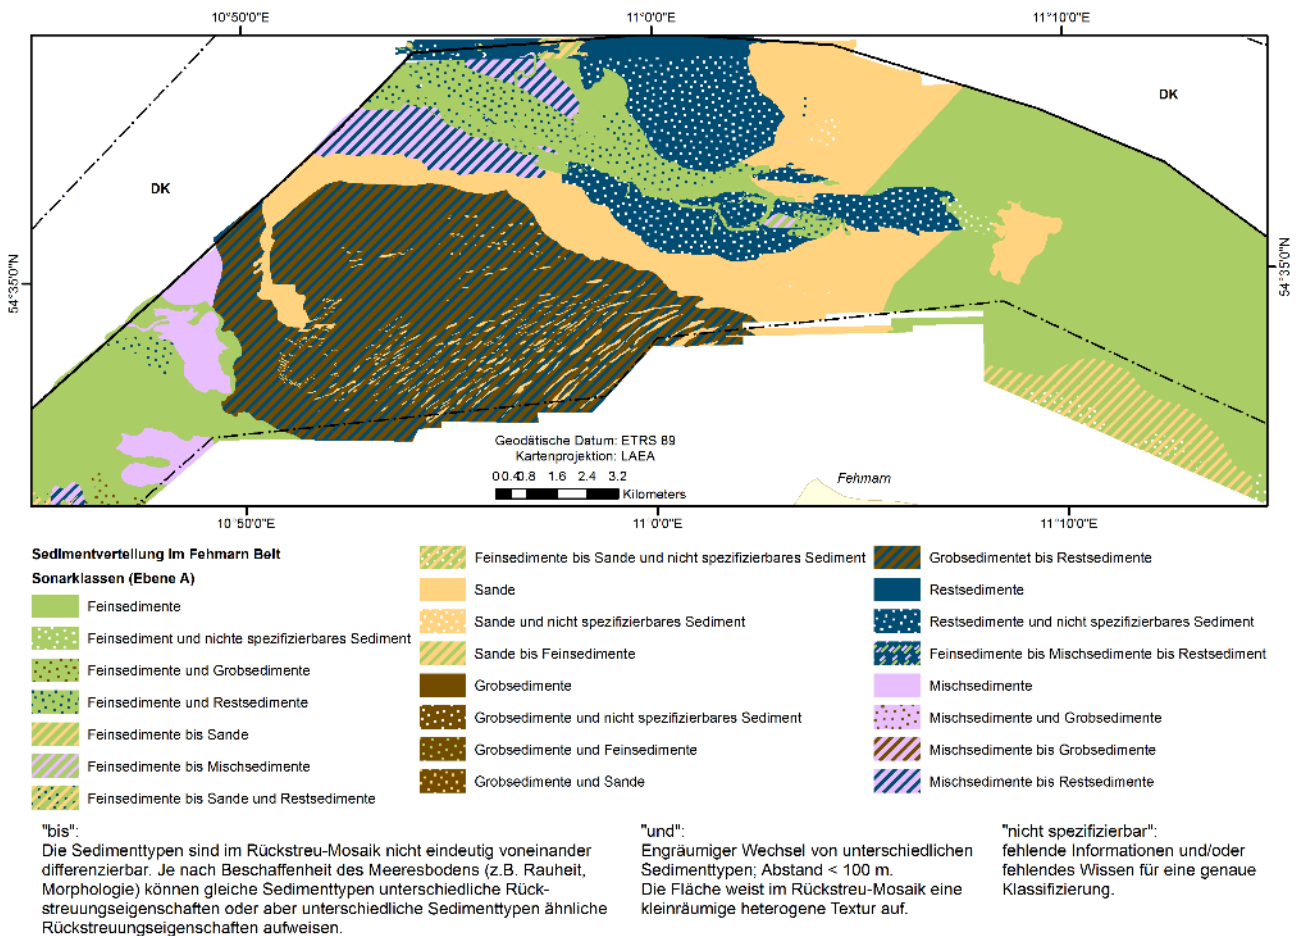 10°50'0"E
11°0'0"E
11°10'0"E
DK
DK
54°35'0"N
54°35'0"N
Geodätische Datum: ETRS 89
Kartenprojektion: LAEA
0 0.4 0.8 1.6 2.4 3.2
Kilometers
Fehmarn
10°50'0"E
11°0'0"E
11°10'0"E
Sedimentverteilung im Fehmarn Belt
Sonarklassen (Ebene A)
Feinsedimente
Feinsediment und nichte spezifizierbares Sediment
Feinsedimente und Grobsedimente
Feinsedimente und Restsedimente
Feinsedimente bis Sande
Feinsedimente bis Mischsedimente
Feinsedimente bis Sande und Restsedimente
Feinsedimente bis Sande und nicht spezifizierbares Sediment
Sande
Sande und nicht spezifizierbares Sediment
Sande bis Feinsedimente
Grobsedimente
Grobsedimente und nicht spezifizierbares Sediment
Grobsedimente und Feinsedimente
Grobsedimente und Sande
Grobsedimentet bis Restsedimente
Restsedimente
Restsedimente und nicht spezifizierbares Sediment
Feinsedimente bis Mischsedimente bis Restsediment
Mischsedimente
Mischsedimente und Grobsedimente
Mischsedimente bis Grobsedimente
Mischsedimente bis Restsedimente
"bis":
Die Sedimenttypen sind im Rückstreu-Mosaik nicht eindeutig voneinander
differenzierbar. Je nach Beschaffenheit des Meeresbodens (z.B. Rauheit,
Morphologie) können gleiche Sedimenttypen unterschiedliche Rück-
streuungseigenschaften oder aber unterschiedliche Sedimenttypen ähnliche
Rückstreuungseigenschaften aufweisen.
"und":
Engräumiger Wechsel von unterschiedlichen
Sedimenttypen; Abstand < 100 m.
Die Fläche weist im Rückstreu-Mosaik eine
kleinräumige heterogene Textur auf.
"nicht spezifizierbar":
fehlende Informationen und/oder
fehlendes Wissen für eine genaue
Klassifizierung.